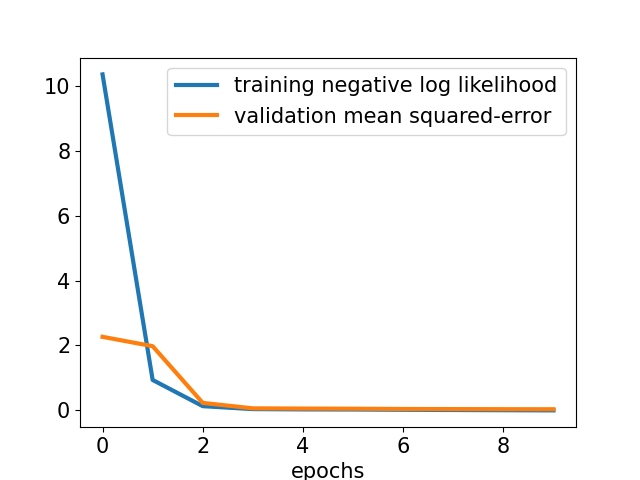 training negative log likelihood
validation mean squared-error
10
8
6
4
2
0
0 2 4 6 8
epochs